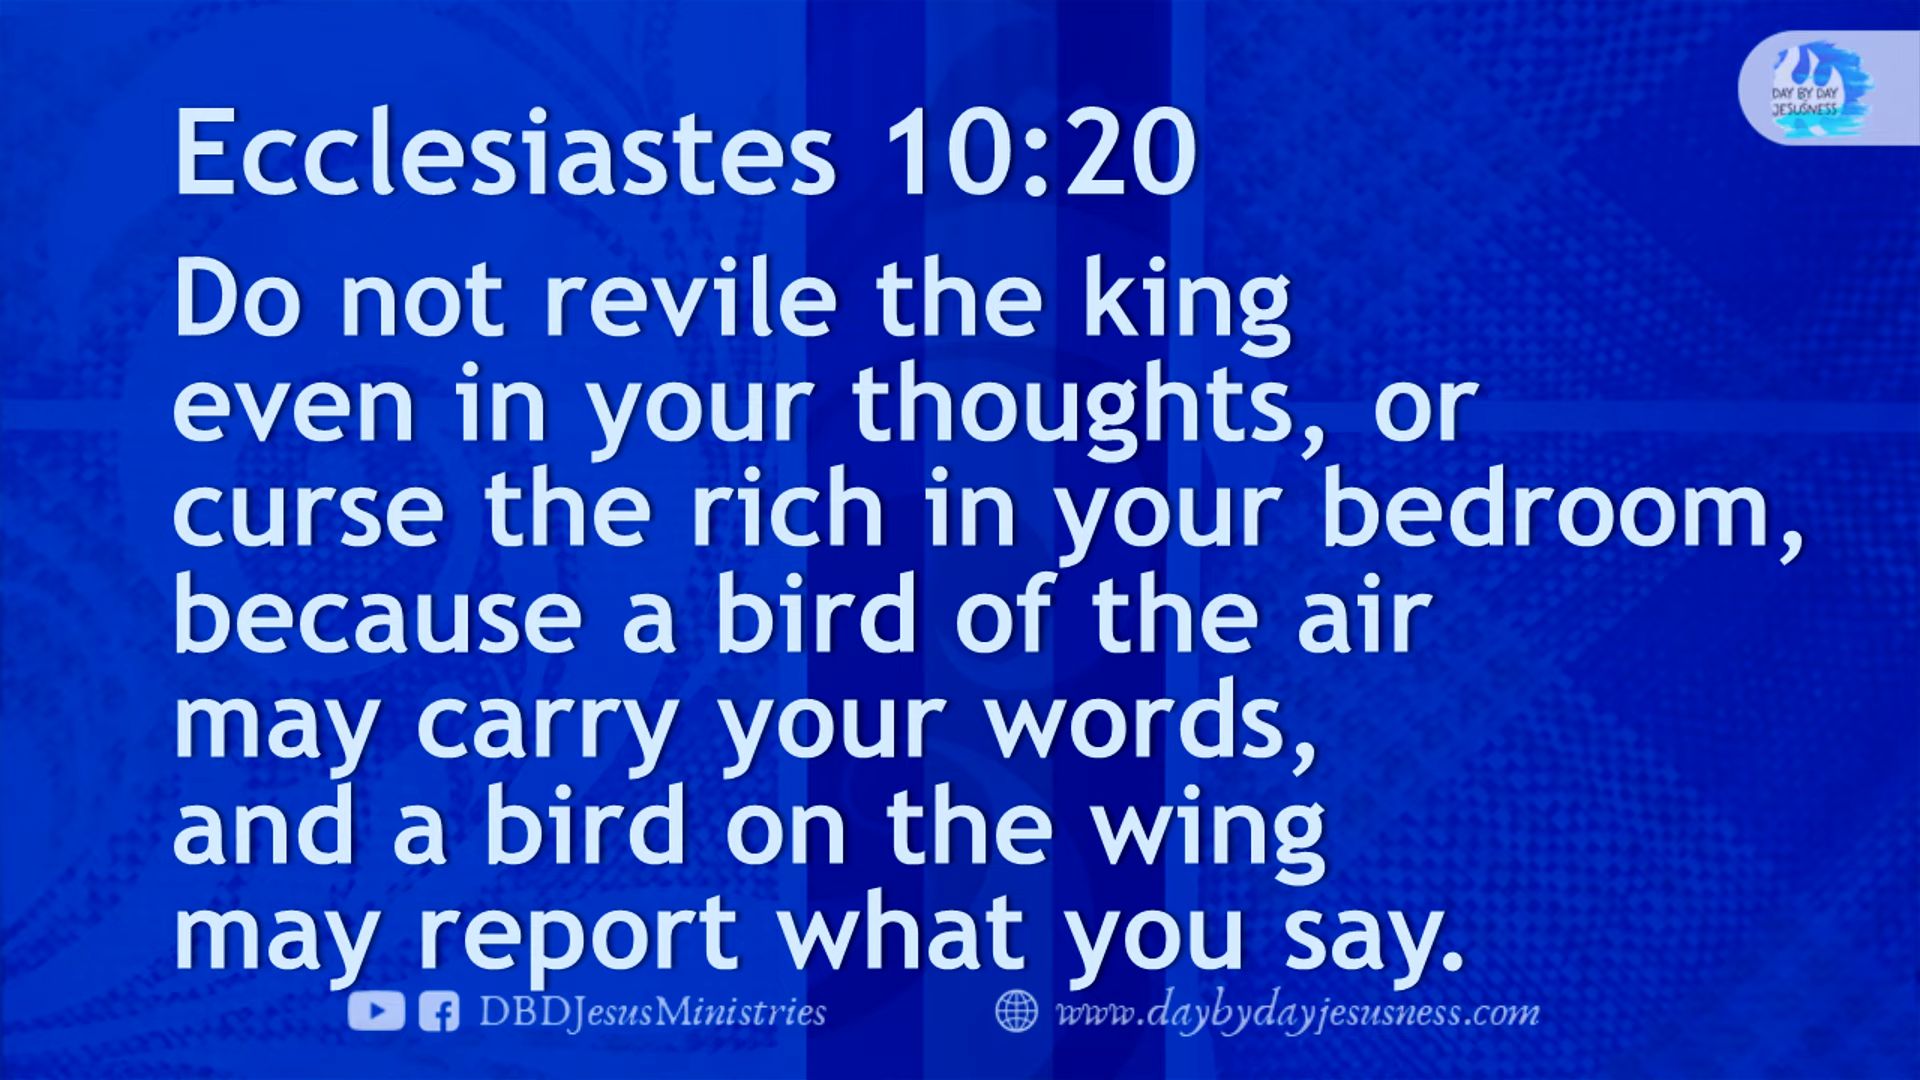 DAY BY DAY
JESUSNESS
Ecclesiastes 10:20
Do not revile the king
even in your thoughts, or
curse the rich in your bedroom,
because a bird of the air
may carry your words,
and a bird on the wing
may report what you say.
DBDJesusMinistries
www.daybydayjesusness.com